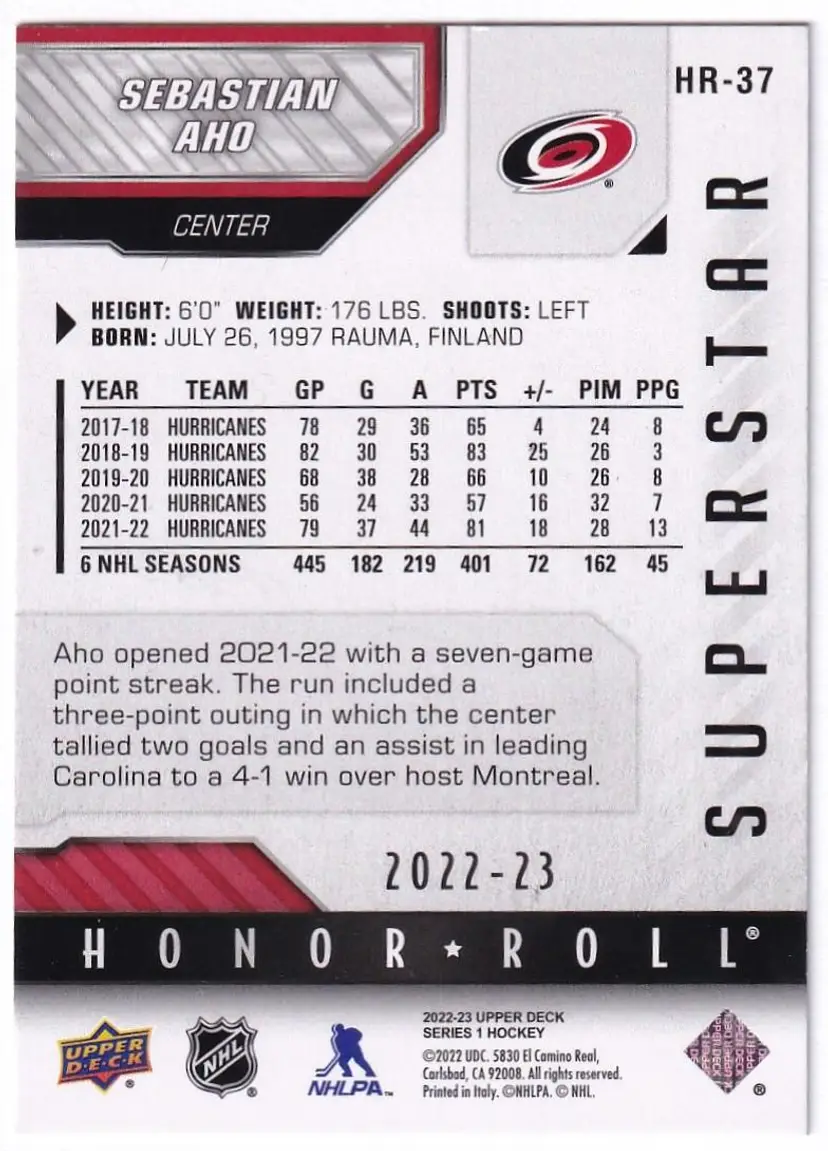 SEBASTIAN
AHO
CENTER
®
HR-37
SUPERSTAR
HEIGHT: 6'0" WEIGHT: 176 LBS. SHOOTS: LEFT
BORN: JULY 26, 1997 RAUMA, FINLAND
YEAR TEAM GP G A PTS +/- PIM PPG
2017-18 HURRICANES 78 29 36 65 4 24 8
2018-19 HURRICANES 82 30 53 83 25 26 3
2019-20 HURRICANES 68 38 28 66 10 26 8
2020-21 HURRICANES 56 24 33 57 16 32 7
2021-22 HURRICANES 79 37 44 81 18 28 13
6 NHL SEASONS 445 182 219 401 72 162 45
Aho opened 2021-22 with a seven-game
point streak. The run included a
three-point outing in which the center
tallied two goals and an assist in leading
Carolina to a 4-1 win over host Montreal.
2022-23
HONOR ★ ROLL®
UPPER
D·E·C·K
®
NHL
®
NHLPA™
2022-23 UPPER DECK
SERIES 1 HOCKEY
©2022 UDC. 5830 El Camino Real,
Carlsbad, CA 92008. All rights reserved.
Printed in Italy. ©NHLPA. © NHL.
UPPER DECK
®